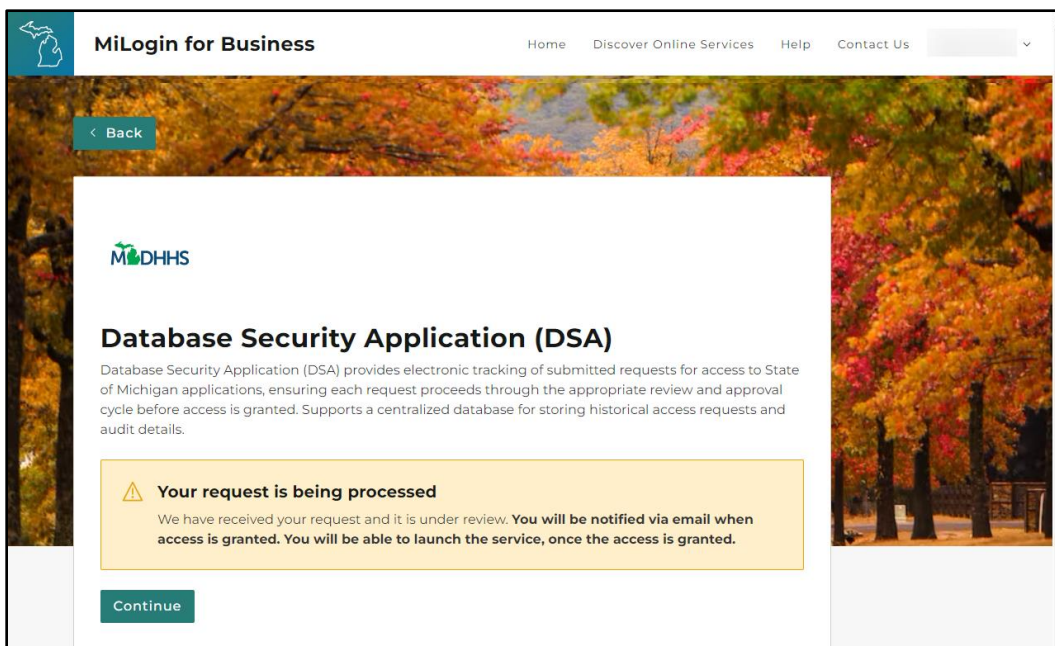 MiLogin for Business
Home Discover Online Services Help Contact Us
< Back
MDHHS
Database Security Application (DSA)
Database Security Application (DSA) provides electronic tracking of submitted requests for access to State
of Michigan applications, ensuring each request proceeds through the appropriate review and approval
cycle before access is granted. Supports a centralized database for storing historical access requests and
audit details.
Your request is being processed
We have received your request and it is under review. You will be notified via email when
access is granted. You will be able to launch the service, once the access is granted.
Continue